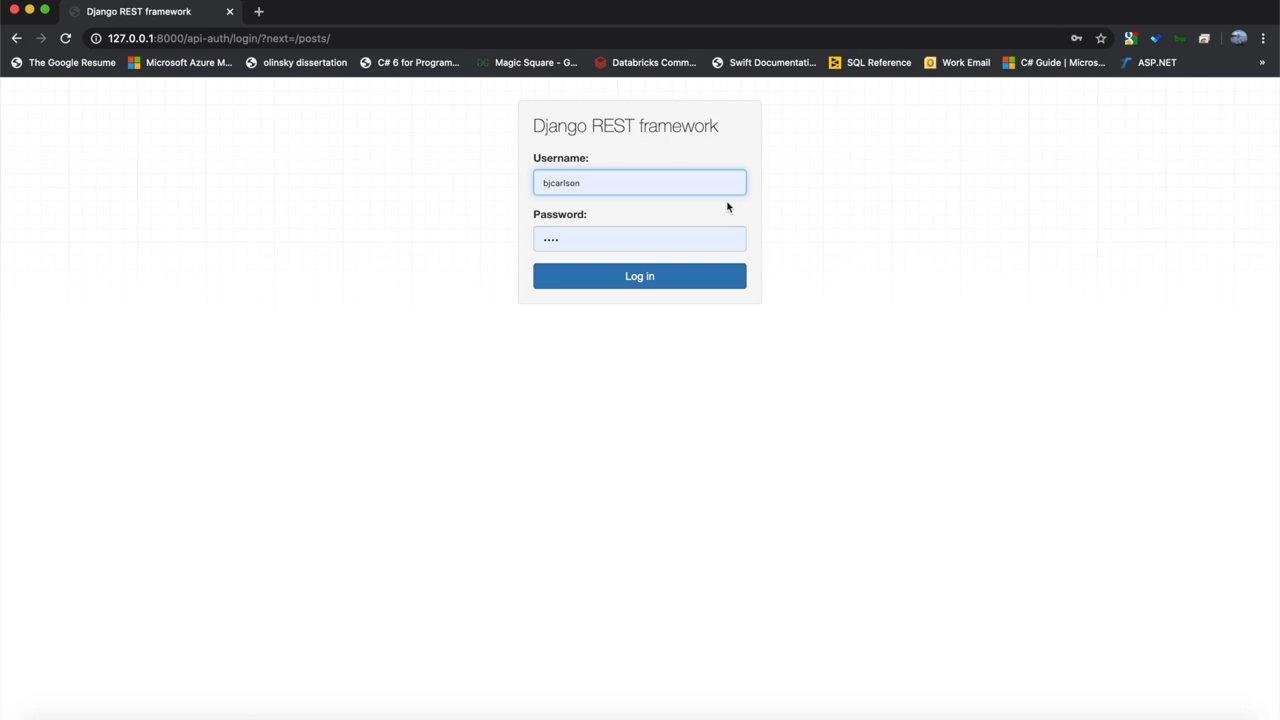 Django REST framework
127.0.0.1:8000/api-auth/login/?next=/posts/
The Google Resume Microsoft Azure M... olinsky dissertation C# 6 for Program... Magic Square - G... Databricks Comm... Swift Documentati... SQL Reference Work Email C# Guide | Micros... ASP.NET »
Django REST framework
Username:
bjcarlson
Password:
••••
Log in